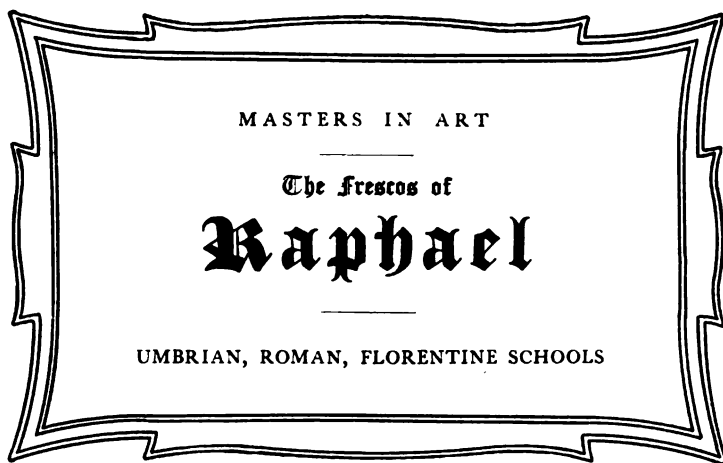 MASTERS IN ART
The Frescos of
Raphael
UMBRIAN, ROMAN, FLORENTINE SCHOOLS